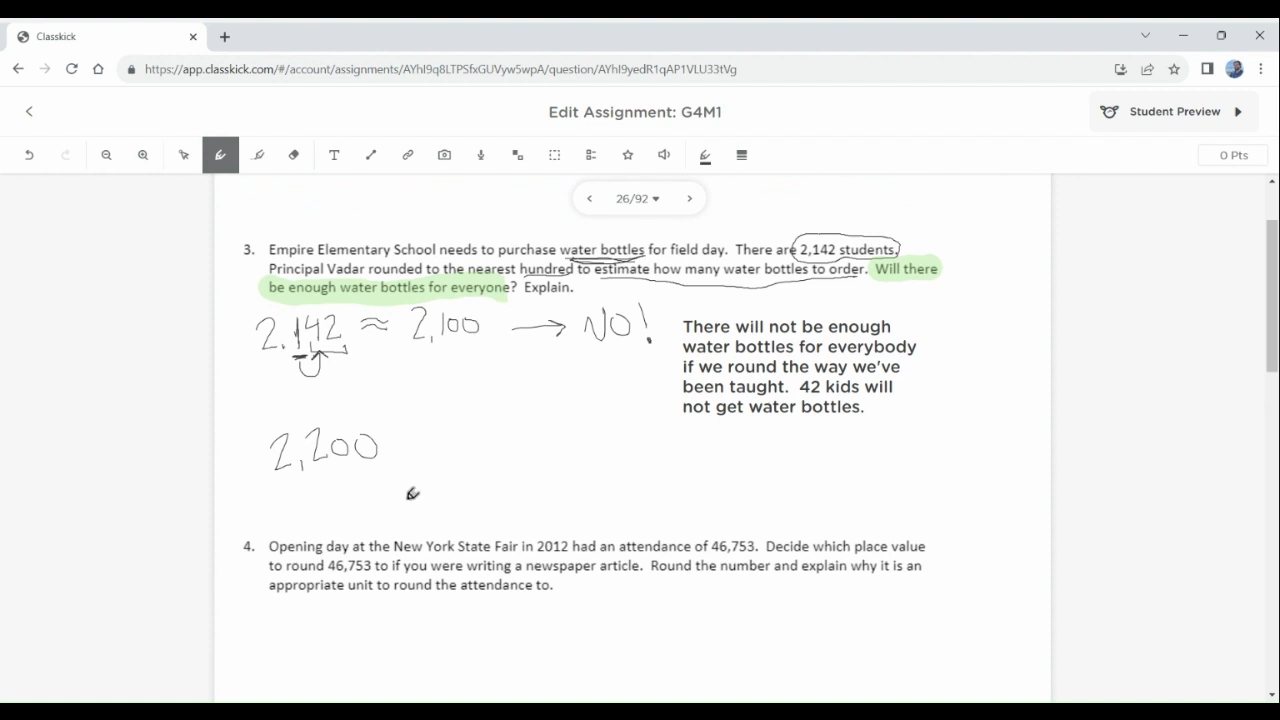 Classkick
https://app.classkick.com/#/account/assignments/AYhI9q8LTPSfxGUVyw5wpA/question/AYhI9yedR1qAP1VLU33tVg
Edit Assignment: G4M1
Student Preview
T
0 Pts
26/92
3. Empire Elementary School needs to purchase water bottles for field day. There are 2,142 students,
Principal Vadar rounded to the nearest hundred to estimate how many water bottles to order. Will there
be enough water bottles for everyone? Explain.
2,142 ≈ 2,100 → NO!
There will not be enough
water bottles for everybody
if we round the way we've
been taught. 42 kids will
not get water bottles.
2,200
4. Opening day at the New York State Fair in 2012 had an attendance of 46,753. Decide which place value
to round 46,753 to if you were writing a newspaper article. Round the number and explain why it is an
appropriate unit to round the attendance to.